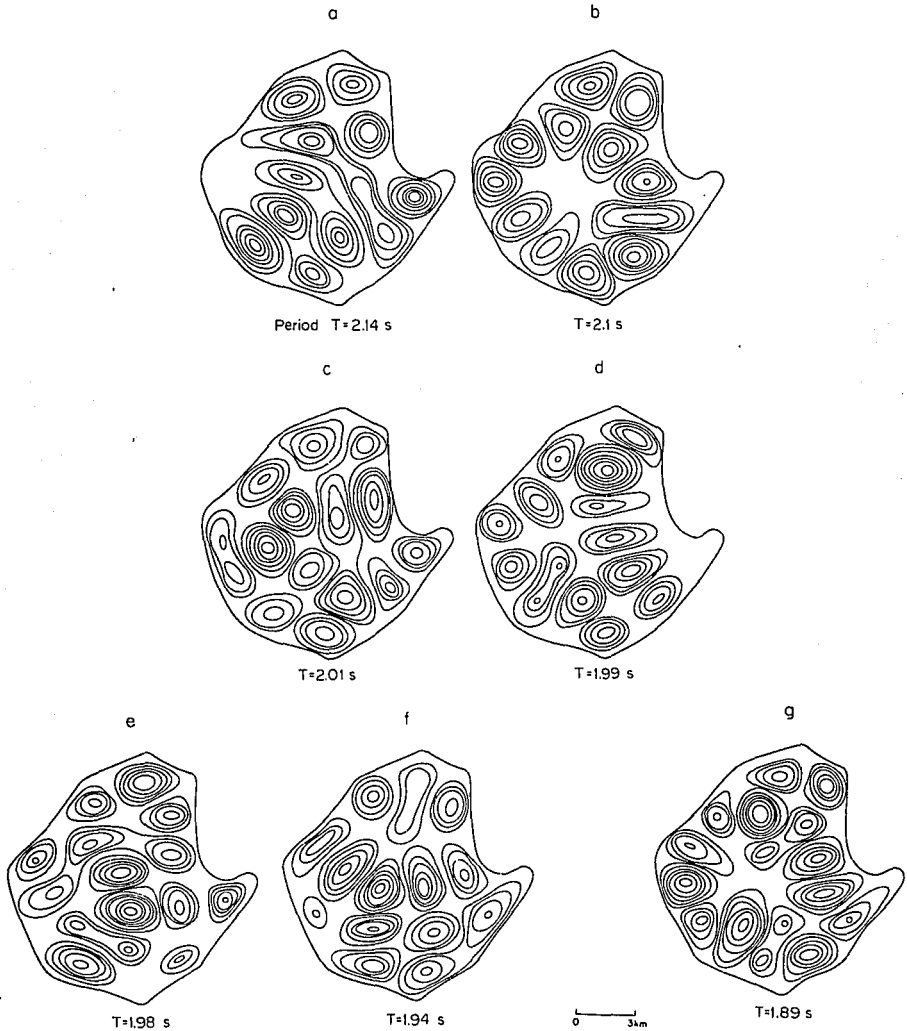 a b
Period T=2.14 s T=2.1 s
c d
T=2.01 s T=1.99 s
e f g
T=1.98 s T=1.94 s T=1.89 s
0 3km